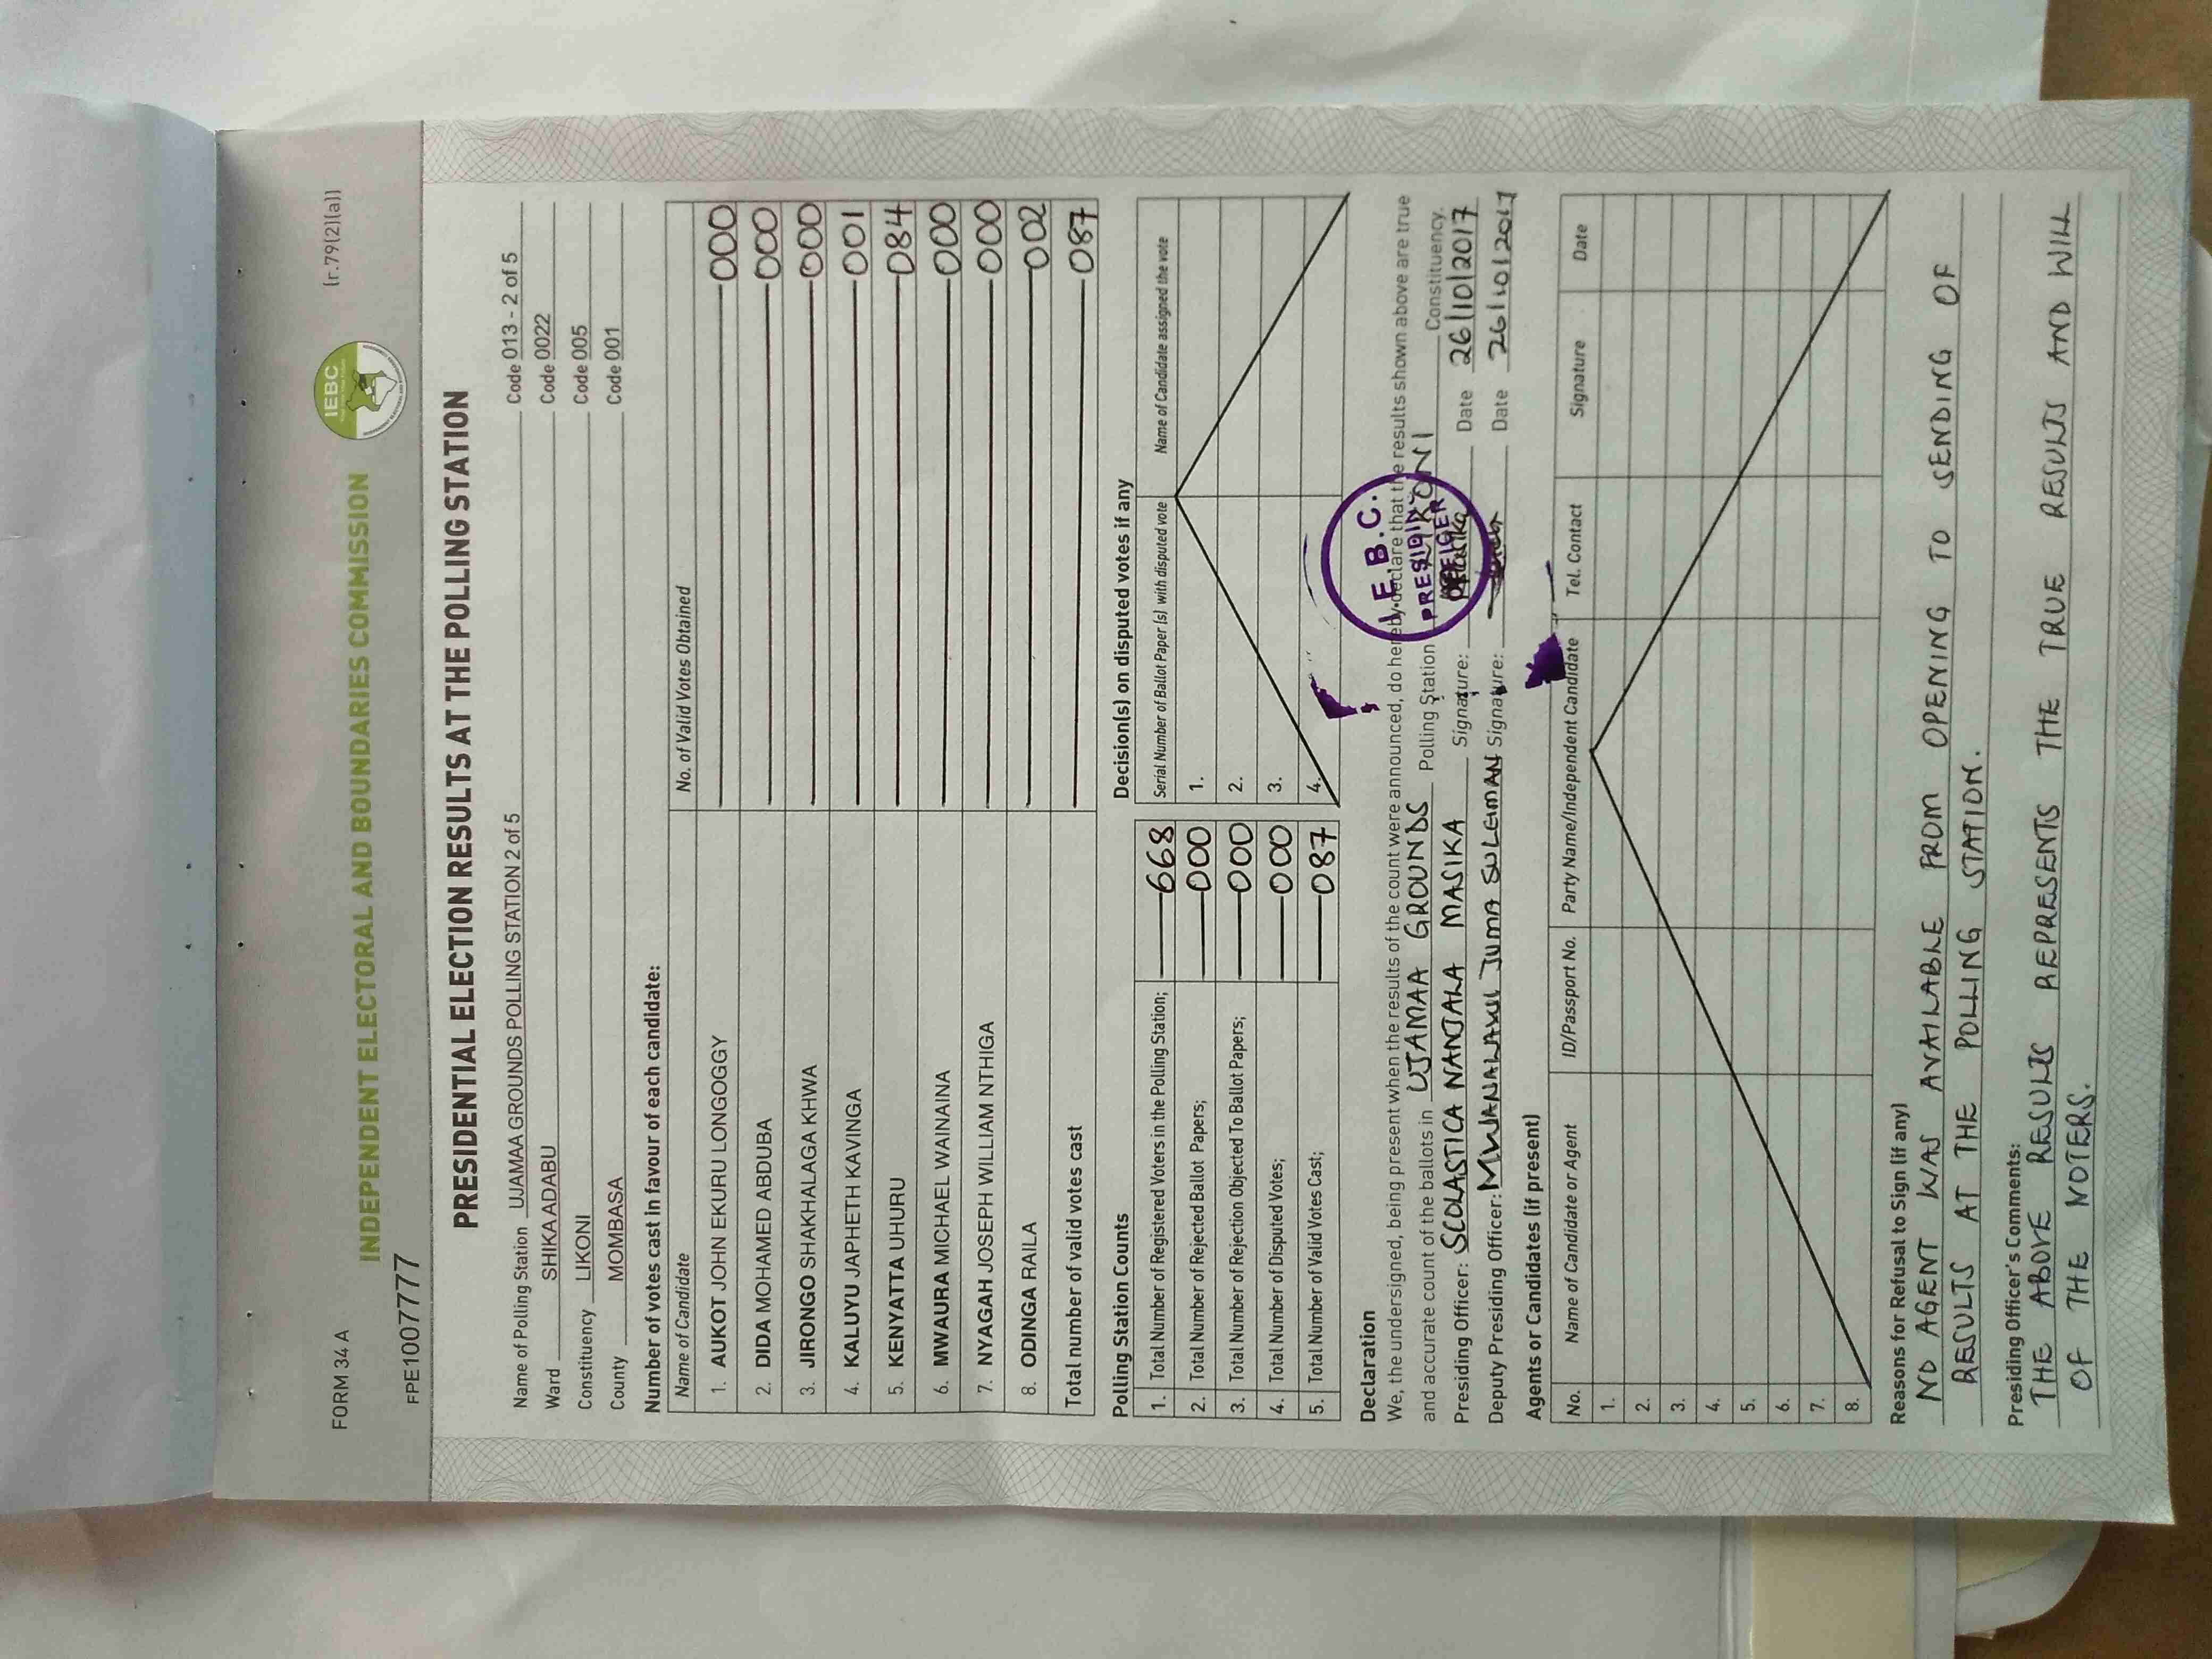 FORM 34 A
(r.79(2)(a))
IEBC
INDEPENDENT ELECTORAL AND BOUNDARIES COMMISSION
FPE1007777
PRESIDENTIAL ELECTION RESULTS AT THE POLLING STATION
Name of Polling Station UJAMAA GROUNDS POLLING STATION 2 of 5 Code 013 - 2 of 5
Ward SHIKA ADABU Code 0022
Constituency LIKONI Code 005
County MOMBASA Code 001
Number of votes cast in favour of each candidate:
Name of Candidate No. of Valid Votes Obtained
1. AUKOT JOHN EKURU LONGOGGY 000
2. DIDA MOHAMED ABDUBA 000
3. JIRONGO SHAKHALAGA KHWA 000
4. KALUYU JAPHETH KAVINGA 001
5. KENYATTA UHURU 084
6. MWAURA MICHAEL WAINAINA 000
7. NYAGAH JOSEPH WILLIAM NTHIGA 000
8. ODINGA RAILA 002
Total number of valid votes cast 087
Polling Station Counts
1. Total Number of Registered Voters in the Polling Station; 668
2. Total Number of Rejected Ballot Papers; 000
3. Total Number of Rejection Objected To Ballot Papers; 000
4. Total Number of Disputed Votes; 000
5. Total Number of Valid Votes Cast; 087
Decision(s) on disputed votes if any
Serial Number of Ballot Paper (s) with disputed vote Name of Candidate assigned the vote
1.
2.
3.
4.
Declaration
We, the undersigned, being present when the results of the count were announced, do hereby declare that the results shown above are true
and accurate count of the ballots in UJAMAA GROUNDS Polling Station LIKONI Constituency.
Presiding Officer: SCOLASTICA NANJALA MASIKA Signature: Date 26/10/2017
Deputy Presiding Officer: JUMA SULEIMAN Signature: Date 26/10/2017
I.E.B.C.
PRESIDING
OFFICER
Agents or Candidates (if present)
No. Name of Candidate or Agent ID/Passport No. Party Name/Independent Candidate Tel. Contact Signature Date
1.
2.
3.
4.
5.
6.
7.
8.
Reasons for Refusal to Sign (if any)
NO AGENT WAS AVAILABLE FROM OPENING TO SENDING OF
RESULTS AT THE POLLING STATION.
Presiding Officer's Comments:
THE ABOVE RESULTS REPRESENTS THE TRUE RESULTS AND WILL
OF THE VOTERS.